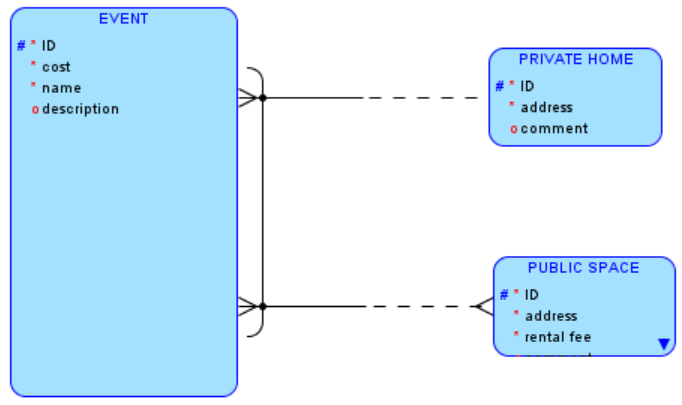 EVENT
# * ID
* cost
* name
o description
PRIVATE HOME
# * ID
* address
o comment
PUBLIC SPACE
# * ID
* address
* rental fee